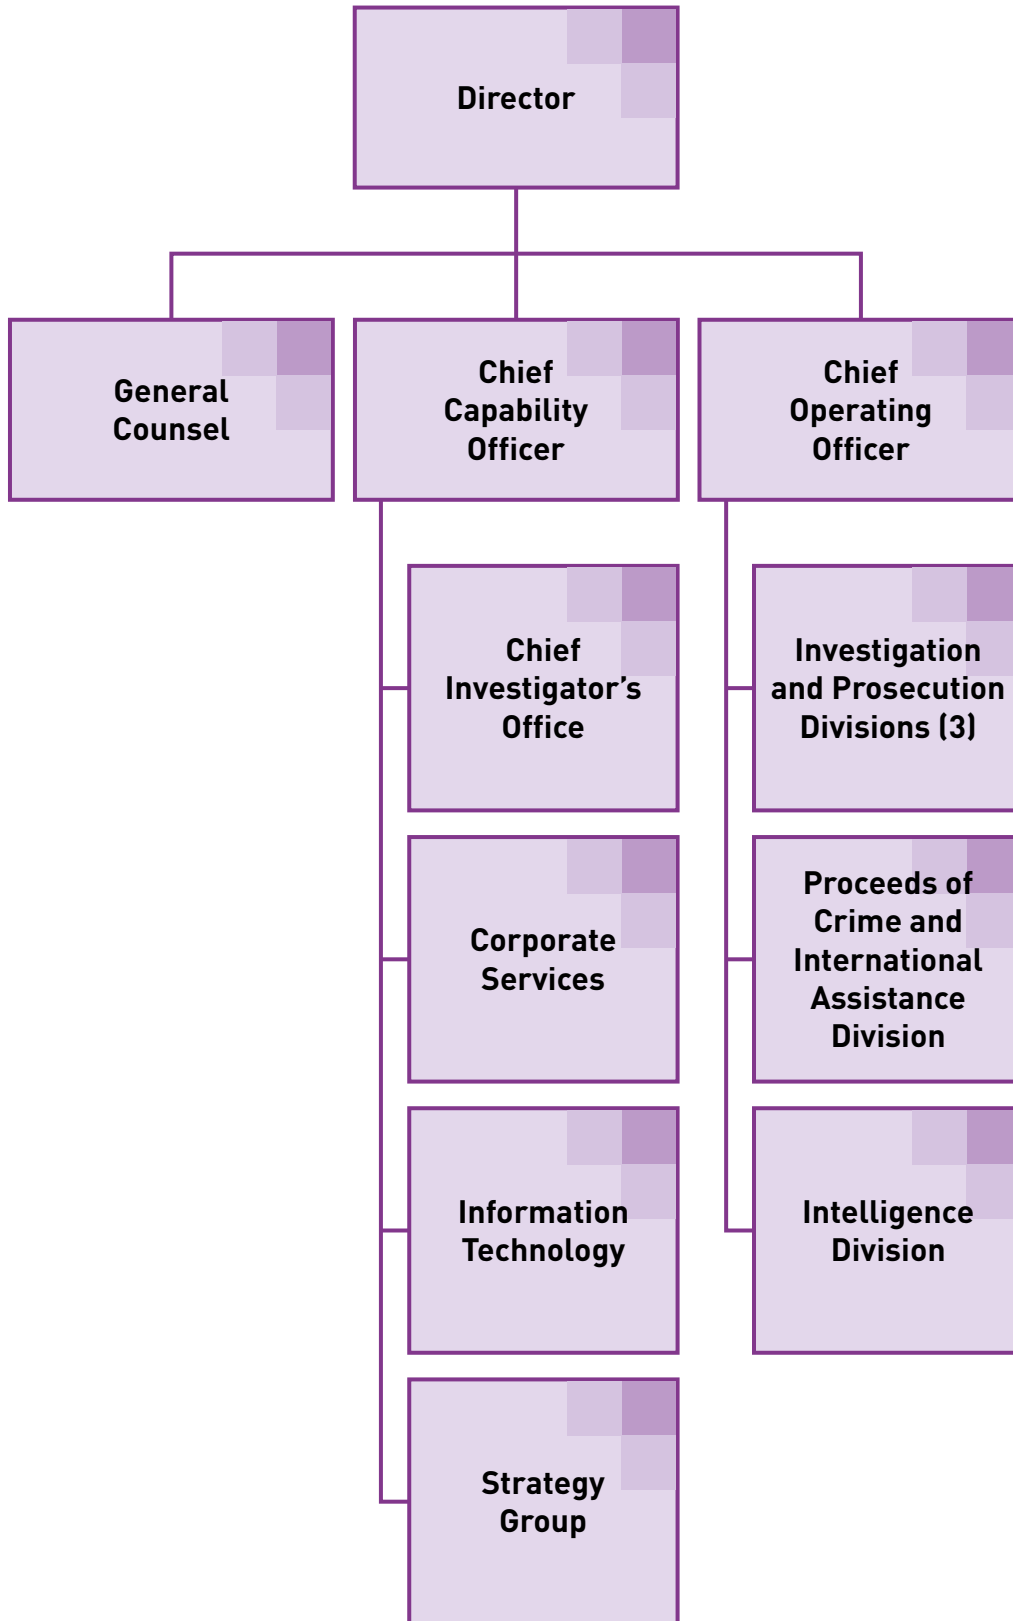 Director
General
Counsel
Chief
Capability
Officer
Chief
Operating
Officer
Chief
Investigator’s
Office
Corporate
Services
Information
Technology
Strategy
Group
Investigation
and Prosecution
Divisions (3)
Proceeds of
Crime and
International
Assistance
Division
Intelligence
Division